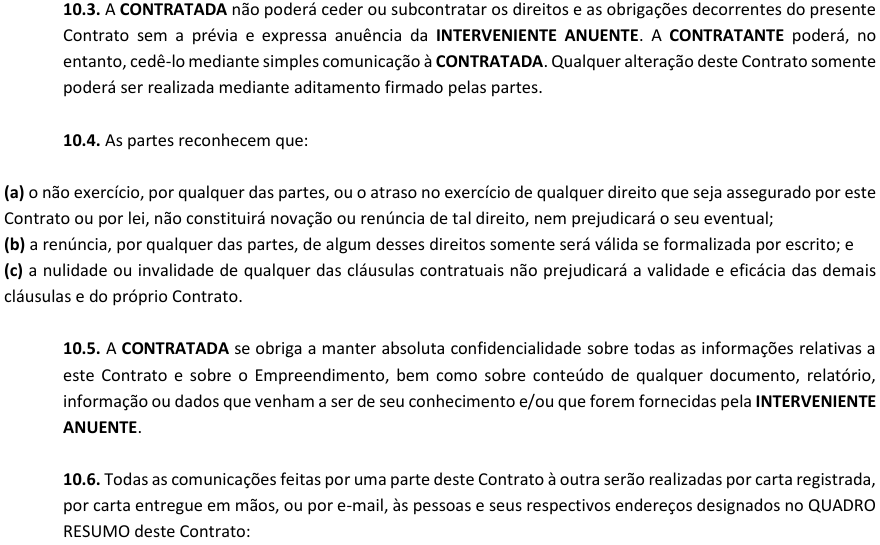 10.3. A CONTRATADA não poderá ceder ou subcontratar os direitos e as obrigações decorrentes do presente
Contrato sem a prévia e expressa anuência da INTERVENIENTE ANUENTE. A CONTRATANTE poderá, no
entanto, cedê-lo mediante simples comunicação à CONTRATADA. Qualquer alteração deste Contrato somente
poderá ser realizada mediante aditamento firmado pelas partes.
10.4. As partes reconhecem que:
(a) o não exercício, por qualquer das partes, ou o atraso no exercício de qualquer direito que seja assegurado por este
Contrato ou por lei, não constituirá novação ou renúncia de tal direito, nem prejudicará o seu eventual;
(b) a renúncia, por qualquer das partes, de algum desses direitos somente será válida se formalizada por escrito; e
(c) a nulidade ou invalidade de qualquer das cláusulas contratuais não prejudicará a validade e eficácia das demais
cláusulas e do próprio Contrato.
10.5. A CONTRATADA se obriga a manter absoluta confidencialidade sobre todas as informações relativas a
este Contrato e sobre o Empreendimento, bem como sobre conteúdo de qualquer documento, relatório,
informação ou dados que venham a ser de seu conhecimento e/ou que forem fornecidas pela INTERVENIENTE
ANUENTE.
10.6. Todas as comunicações feitas por uma parte deste Contrato à outra serão realizadas por carta registrada,
por carta entregue em mãos, ou por e-mail, às pessoas e seus respectivos endereços designados no QUADRO
RESUMO deste Contrato: